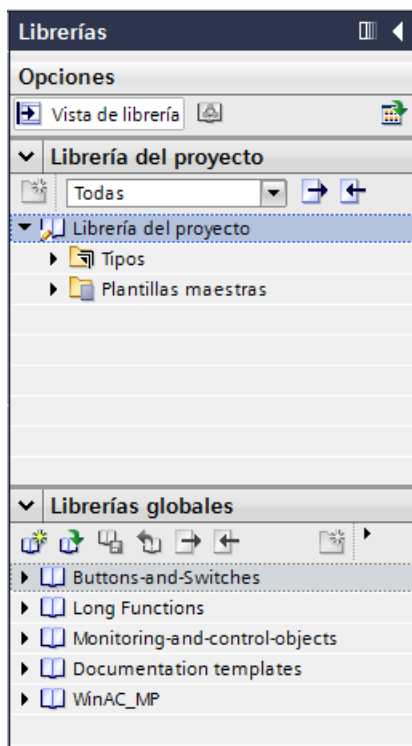 Librerías
Opciones
Vista de librería
Librería del proyecto
Todas
Librería del proyecto
Tipos
Plantillas maestras
Librerías globales
Buttons-and-Switches
Long Functions
Monitoring-and-control-objects
Documentation templates
WinAC_MP